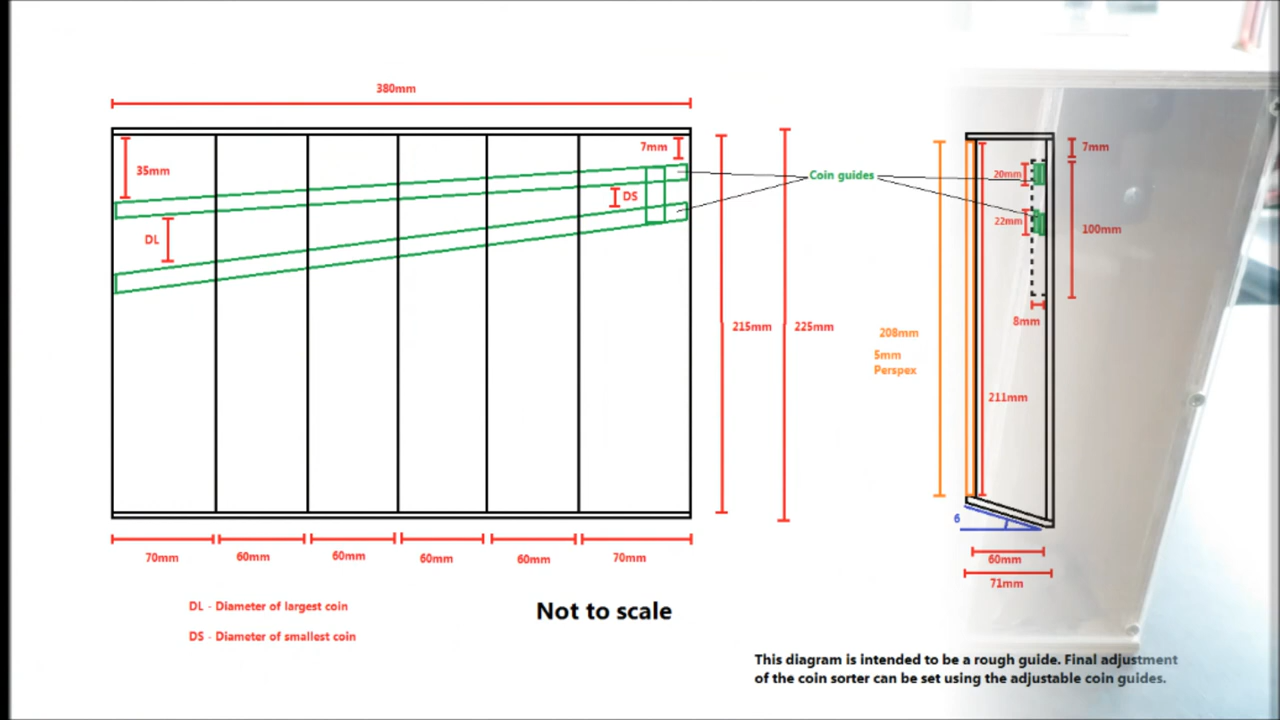 380mm
35mm
7mm
DS
DL
Coin guides
7mm
20mm
22mm
100mm
8mm
215mm
225mm
208mm
5mm
Perspex
211mm
6
70mm
60mm
60mm
60mm
60mm
70mm
60mm
71mm
DL - Diameter of largest coin
DS - Diameter of smallest coin
Not to scale
This diagram is intended to be a rough guide. Final adjustment
of the coin sorter can be set using the adjustable coin guides.